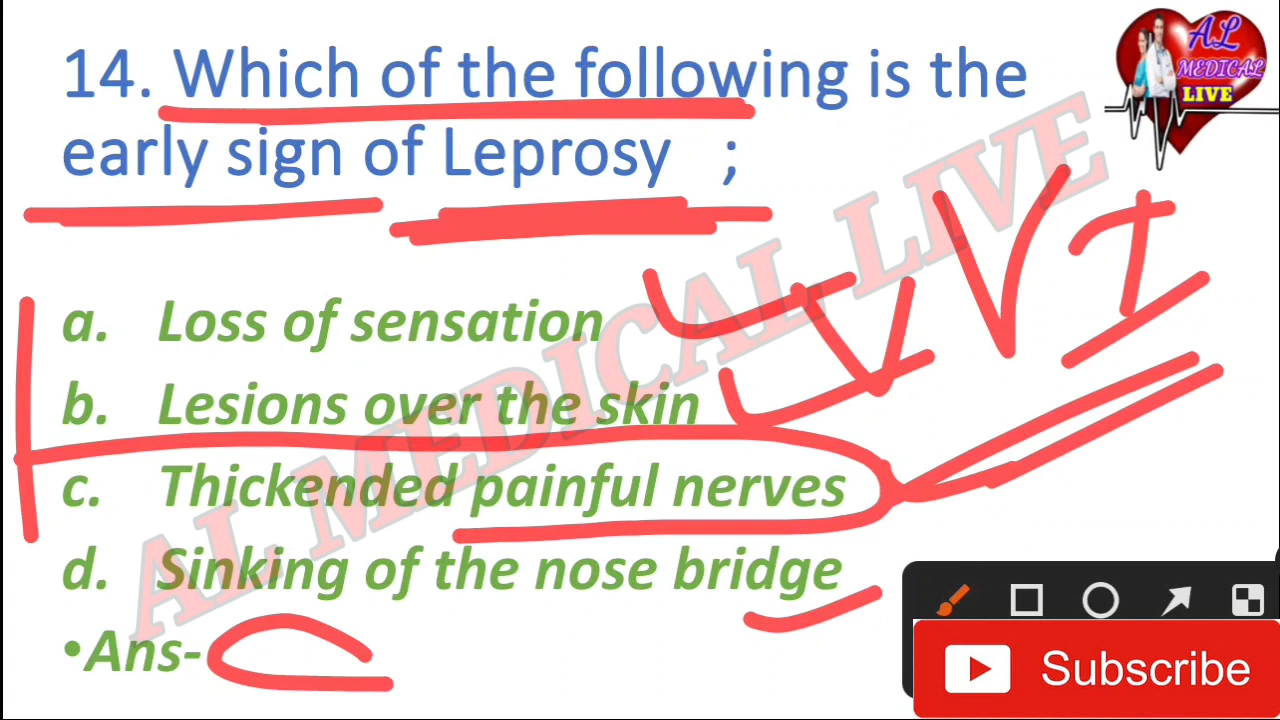 14. Which of the following is the
early sign of Leprosy ;
a. Loss of sensation
b. Lesions over the skin
c. Thickended painful nerves
d. Sinking of the nose bridge
•Ans- C
V I
AL MEDICAL LIVE
AL
MEDICAL
LIVE
Subscribe